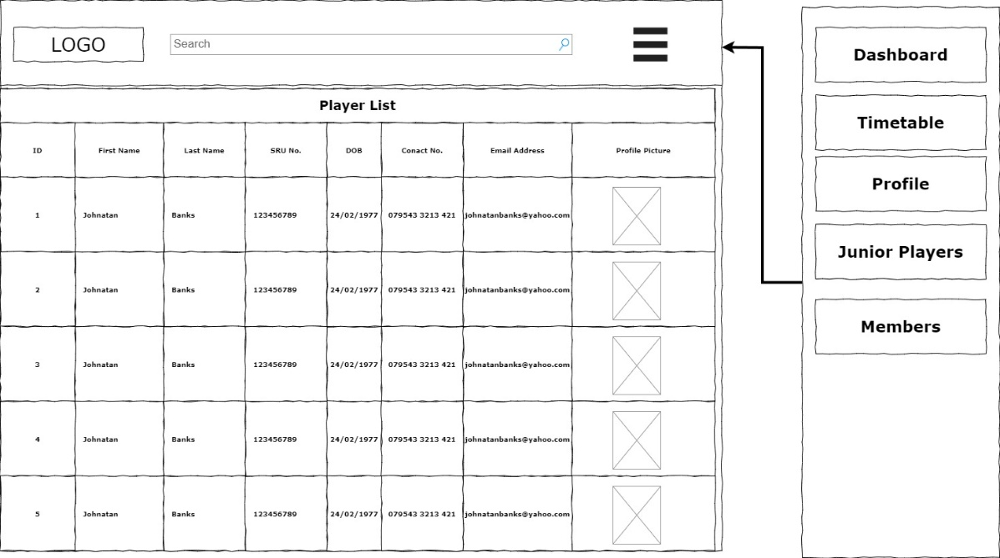 LOGO
Search
Player List
ID First Name Last Name SRU No. DOB Conact No. Email Address Profile Picture
1 Johnatan Banks 123456789 24/02/1977 079543 3213 421 johnatanbanks@yahoo.com
2 Johnatan Banks 123456789 24/02/1977 079543 3213 421 johnatanbanks@yahoo.com
3 Johnatan Banks 123456789 24/02/1977 079543 3213 421 johnatanbanks@yahoo.com
4 Johnatan Banks 123456789 24/02/1977 079543 3213 421 johnatanbanks@yahoo.com
5 Johnatan Banks 123456789 24/02/1977 079543 3213 421 johnatanbanks@yahoo.com
Dashboard
Timetable
Profile
Junior Players
Members